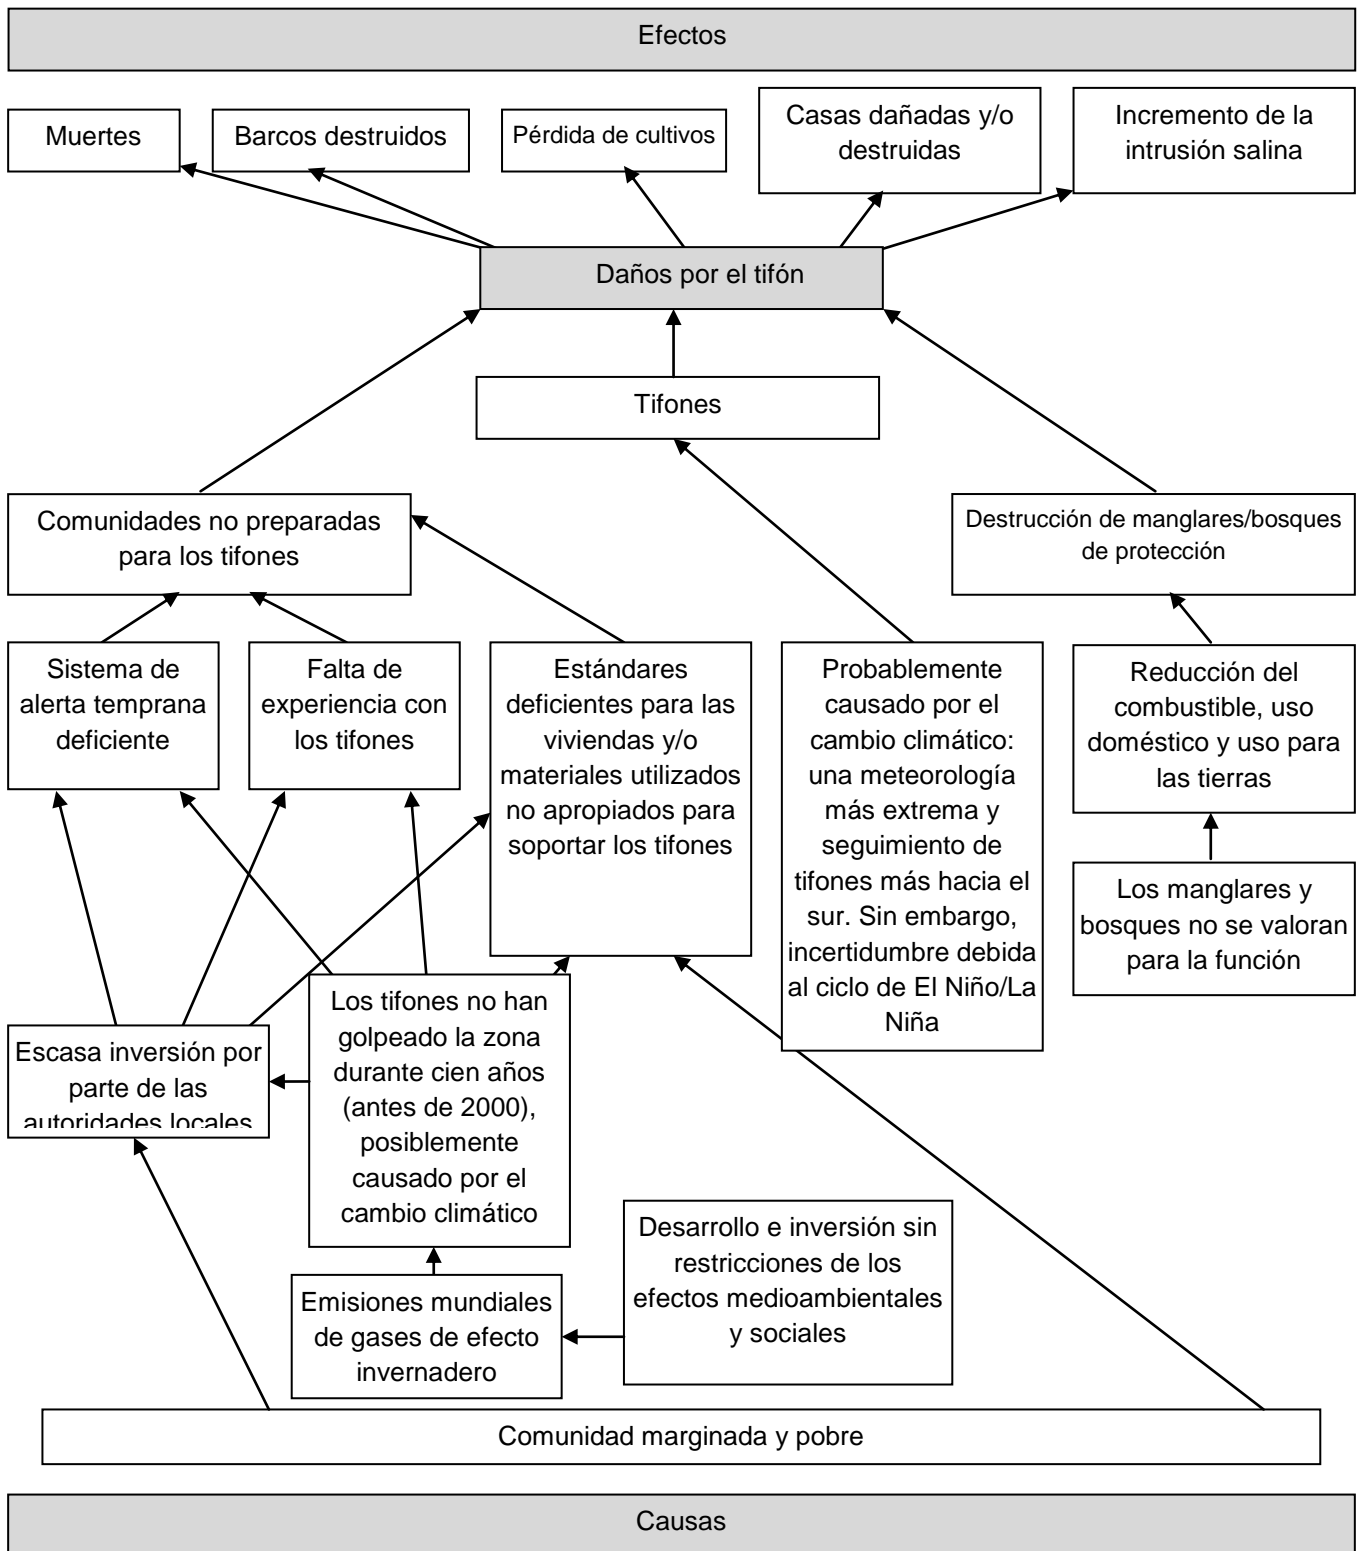 Efectos
Muertes
Barcos destruidos
Pérdida de cultivos
Casas dañadas y/o
destruidas
Incremento de la
intrusión salina
Daños por el tifón
Tifones
Comunidades no preparadas
para los tifones
Destrucción de manglares/bosques
de protección
Sistema de
alerta temprana
deficiente
Falta de
experiencia con
los tifones
Estándares
deficientes para las
viviendas y/o
materiales utilizados
no apropiados para
soportar los tifones
Probablemente
causado por el
cambio climático:
una meteorología
más extrema y
seguimiento de
tifones más hacia el
sur. Sin embargo,
incertidumbre debida
al ciclo de El Niño/La
Niña
Reducción del
combustible, uso
doméstico y uso para
las tierras
Los manglares y
bosques no se valoran
para la función
Escasa inversión por
parte de las
autoridades locales
Los tifones no han
golpeado la zona
durante cien años
(antes de 2000),
posiblemente
causado por el
cambio climático
Desarrollo e inversión sin
restricciones de los
efectos medioambientales
y sociales
Emisiones mundiales
de gases de efecto
invernadero
Comunidad marginada y pobre
Causas